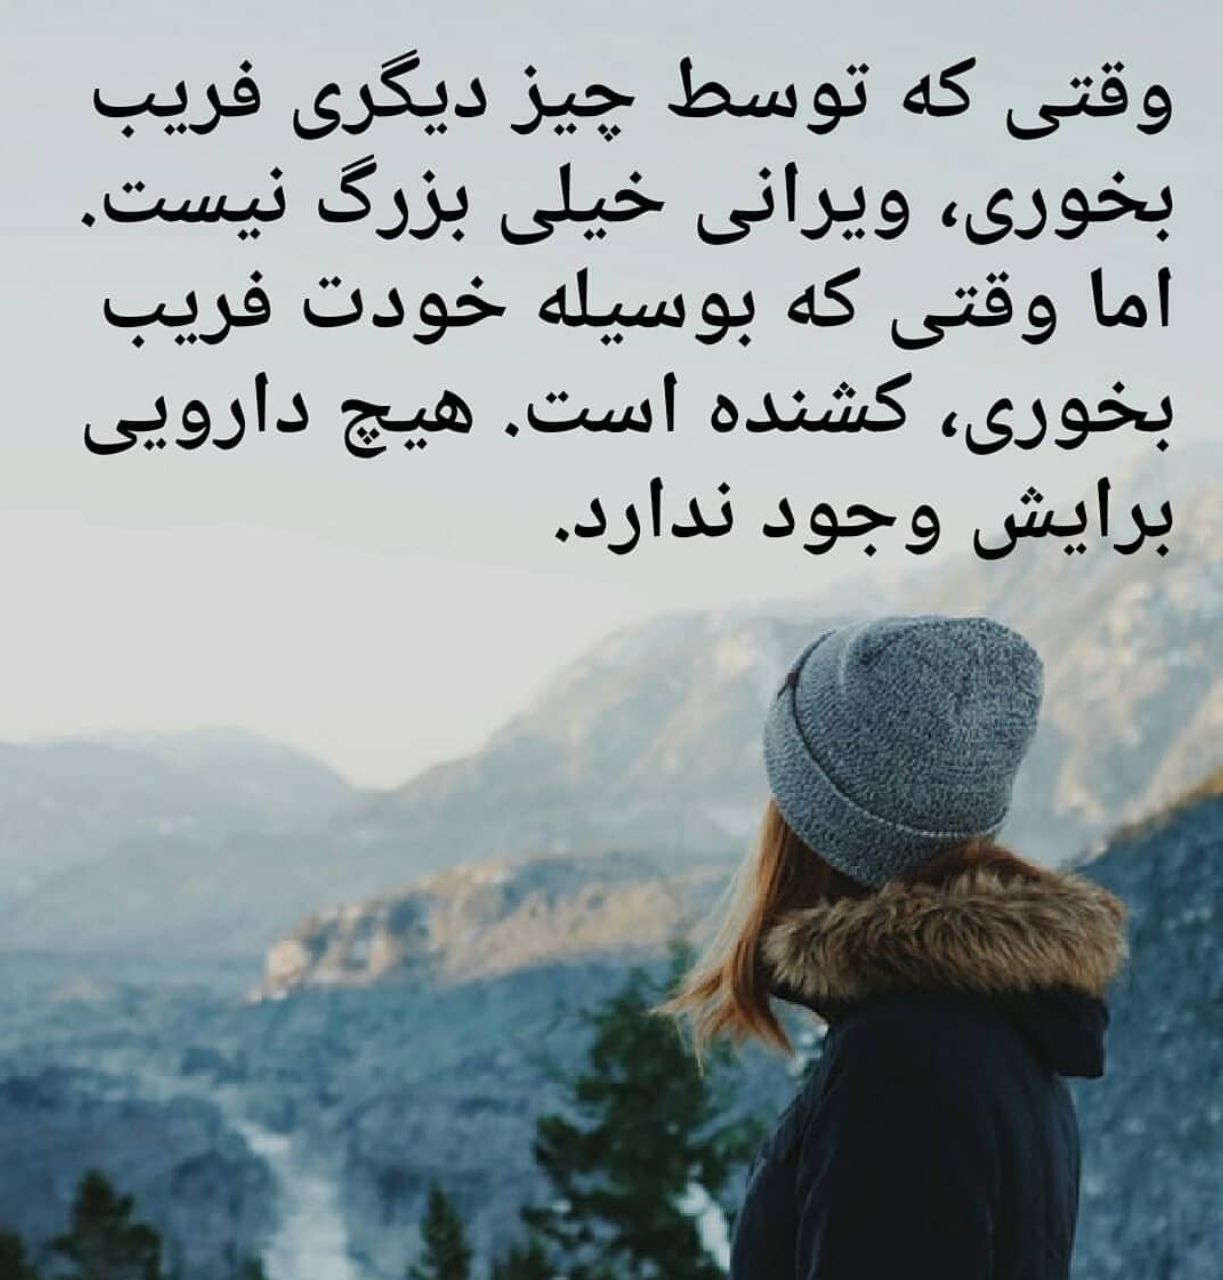 وقتی که توسط چیز دیگری فریب
بخوری، ویرانی خیلی بزرگ نیست.
اما وقتی که بوسیله خودت فریب
بخوری، کشنده است. هیچ دارویی
برایش وجود ندارد.